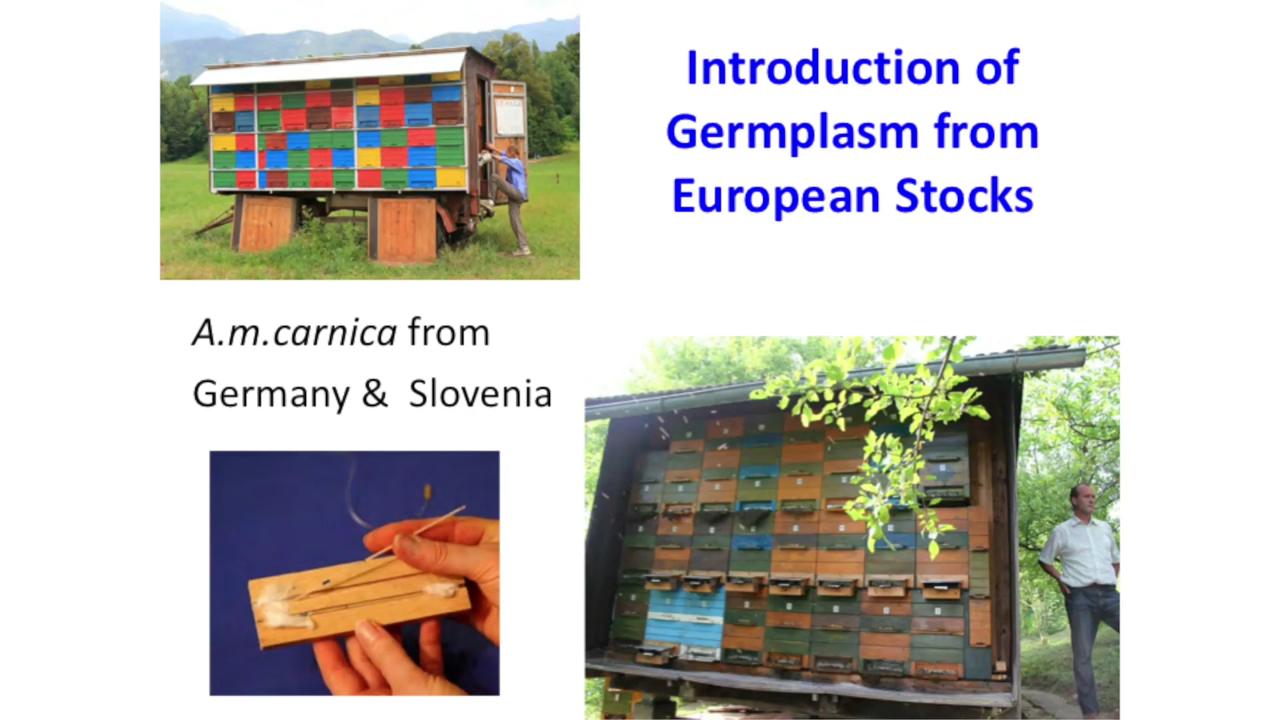 Introduction of
Germplasm from
European Stocks
A.m.carnica from
Germany & Slovenia